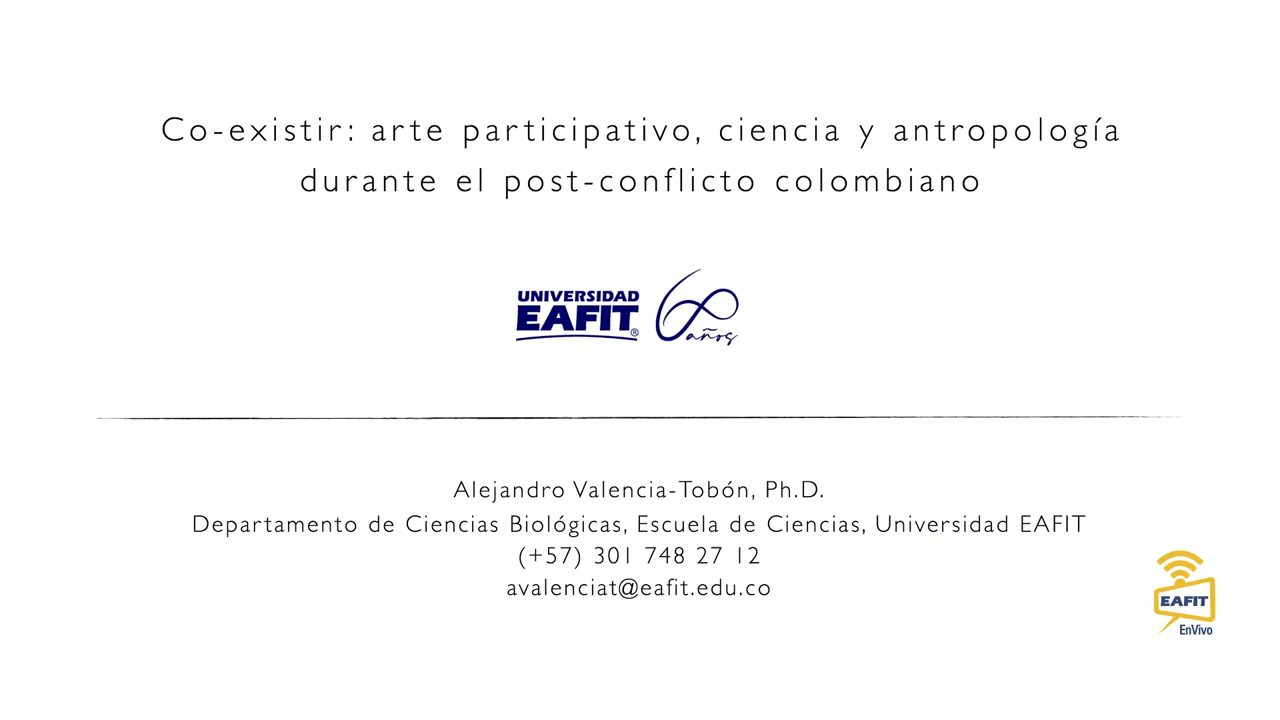 Co-existir: arte participativo, ciencia y antropología
durante el post-conflicto colombiano
UNIVERSIDAD
EAFIT®
60
años
Alejandro Valencia-Tobón, Ph.D.
Departamento de Ciencias Biológicas, Escuela de Ciencias, Universidad EAFIT
(+57) 301 748 27 12
avalenciat@eafit.edu.co
EAFIT
EnVivo